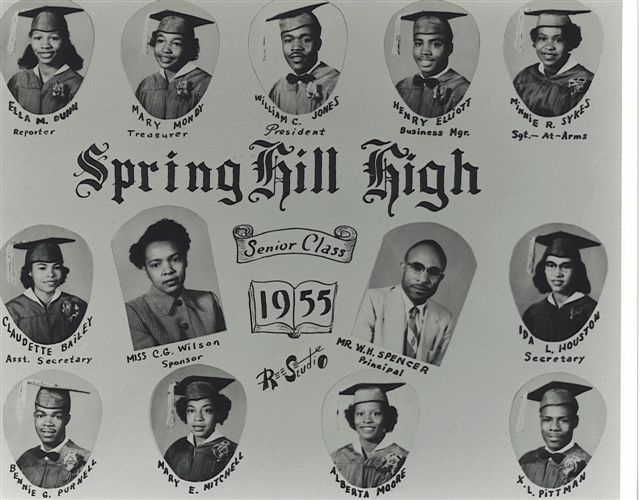 ELLA M. DUNN
Reporter
MARY MONDY
Treasurer
WILLIAM C. JONES
President
HENRY ELLIOTT
Business Mgr.
MINNIE R. SYKES
Sgt.-At-Arms
Spring Hill High
Senior Class
1955
CLAUDETTE BAILEY
Asst. Secretary
MISS C.G. Wilson
Sponsor
MR. W.H. SPENCER
Principal
IDA L. HOUSTON
Secretary
Studio
BENNIE G. PURNELL
MARY E. MITCHELL
ALBERTA MOORE
X.L. PITTMAN